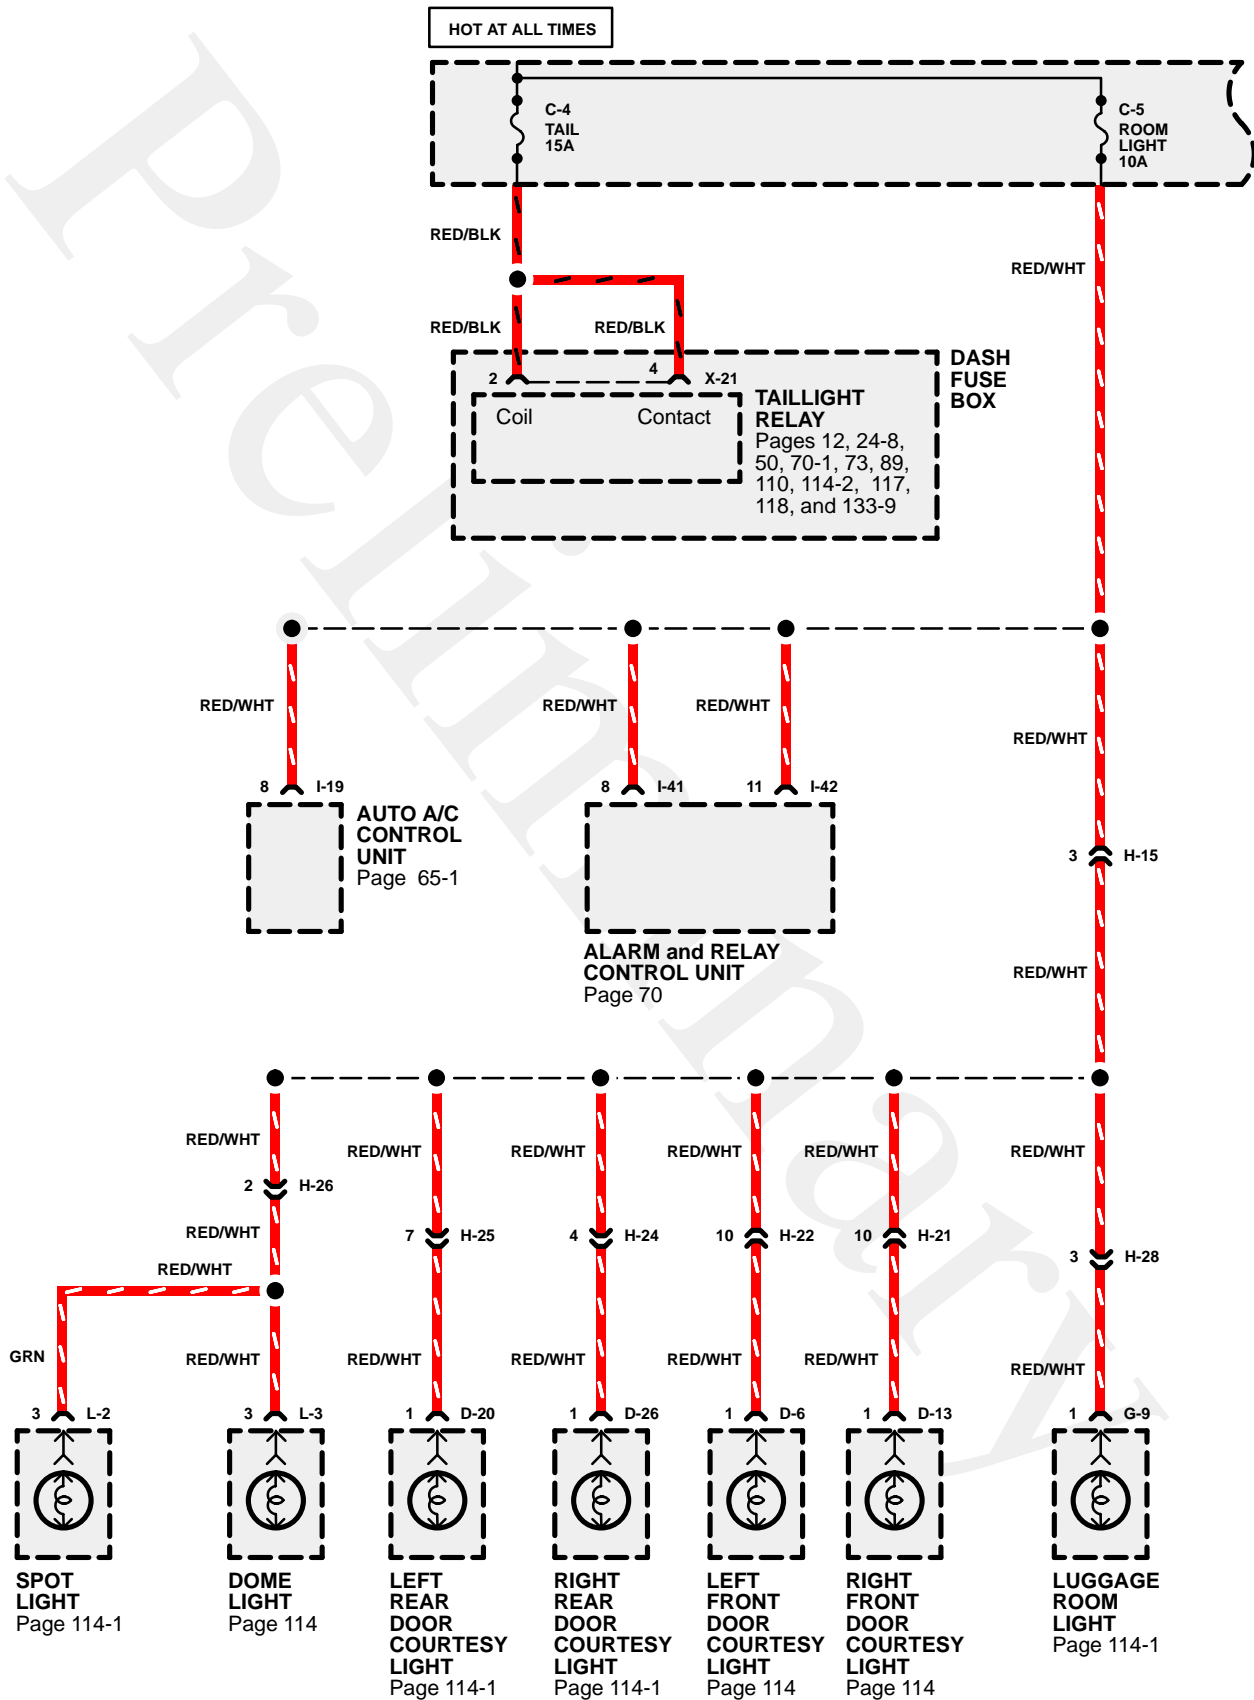 HOT AT ALL TIMES
C-4
TAIL
15A
C-5
ROOM
LIGHT
10A
RED/BLK
RED/WHT
RED/BLK
RED/BLK
DASH
FUSE
BOX
2
4
X-21
Coil
Contact
TAILLIGHT
RELAY
Pages 12, 24-8,
50, 70-1, 73, 89,
110, 114-2, 117,
118, and 133-9
RED/WHT
RED/WHT
RED/WHT
RED/WHT
8
I-19
8
I-41
11
I-42
AUTO A/C
CONTROL
UNIT
Page 65-1
3
H-15
ALARM and RELAY
CONTROL UNIT
Page 70
RED/WHT
RED/WHT
RED/WHT
RED/WHT
RED/WHT
RED/WHT
RED/WHT
2
H-26
RED/WHT
7
H-25
4
H-24
10
H-22
10
H-21
3
H-28
RED/WHT
GRN
RED/WHT
RED/WHT
RED/WHT
RED/WHT
RED/WHT
RED/WHT
3
L-2
3
L-3
1
D-20
1
D-26
1
D-6
1
D-13
1
G-9
SPOT
LIGHT
Page 114-1
DOME
LIGHT
Page 114
LEFT
REAR
DOOR
COURTESY
LIGHT
Page 114-1
RIGHT
REAR
DOOR
COURTESY
LIGHT
Page 114-1
LEFT
FRONT
DOOR
COURTESY
LIGHT
Page 114
RIGHT
FRONT
DOOR
COURTESY
LIGHT
Page 114
LUGGAGE
ROOM
LIGHT
Page 114-1
Preliminary